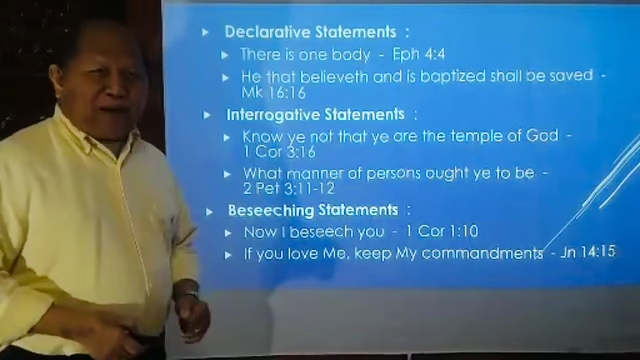 Declarative Statements :
There is one body - Eph 4:4
He that believeth and is baptized shall be saved -
Mk 16:16
Interrogative Statements :
Know ye not that ye are the temple of God -
1 Cor 3:16
What manner of persons ought ye to be -
2 Pet 3:11-12
Beseeching Statements :
Now I beseech you - 1 Cor 1:10
If you love Me, keep My commandments - Jn 14:15